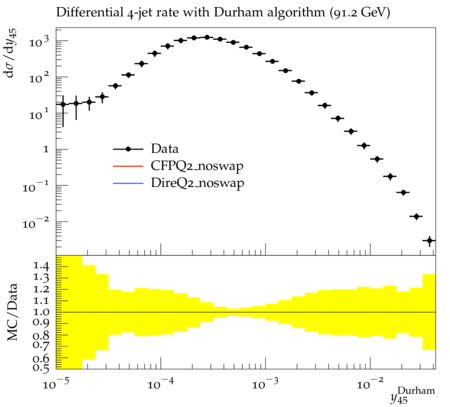 Differential 4-jet rate with Durham algorithm (91.2 GeV)
dσ/dy₄₅
10³
10²
10¹
1
10⁻¹
10⁻²
Data
CFPQ2_noswap
DireQ2_noswap
MC/Data
1.4
1.3
1.2
1.1
1.0
0.9
0.8
0.7
0.6
0.5
10⁻⁵
10⁻⁴
10⁻³
10⁻²
y₄₅ᴰᵘʳʰᵃᵐ